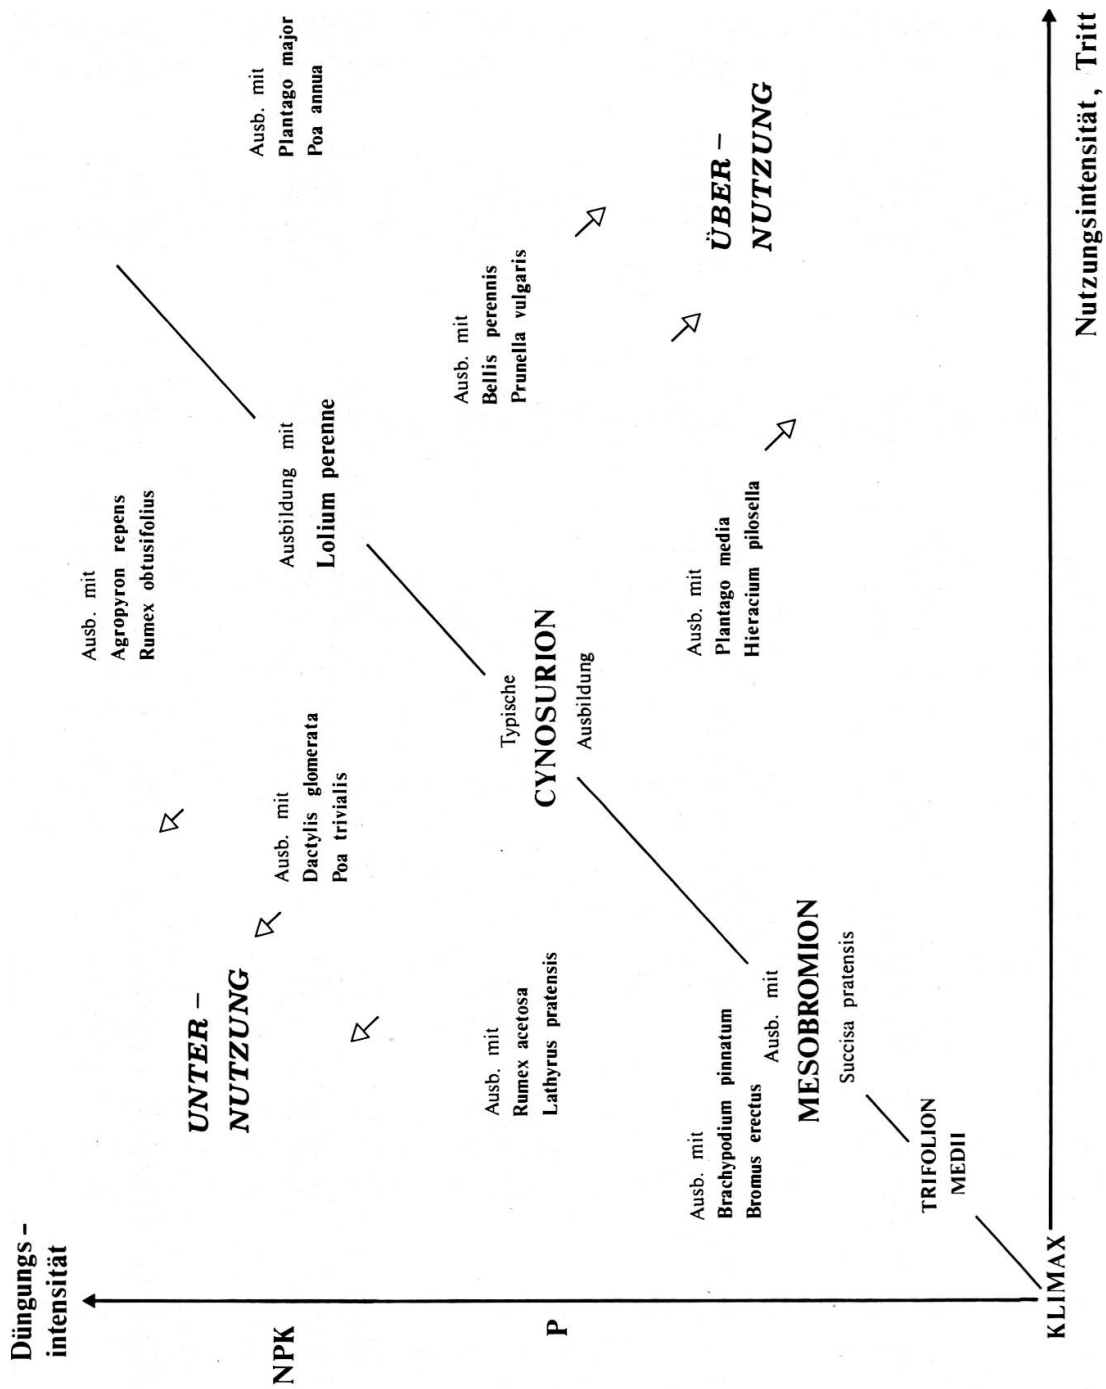 Düngungs-
intensität
NPK
P
KLIMAX
Nutzungsintensität, Tritt
UNTER-
NUTZUNG
ÜBER-
NUTZUNG
Ausb. mit
Agropyron repens
Rumex obtusifolius
Ausb. mit
Plantago major
Poa annua
Ausb. mit
Dactylis glomerata
Poa trivialis
Ausbildung mit
Lolium perenne
Ausb. mit
Rumex acetosa
Lathyrus pratensis
Typische
CYNOSURION
Ausbildung
Ausb. mit
Bellis perennis
Prunella vulgaris
Ausb. mit
Brachypodium pinnatum
Bromus erectus
Ausb. mit
MESOBROMION
Succisa pratensis
Ausb. mit
Plantago media
Hieracium pilosella
TRIFOLION
MEDII